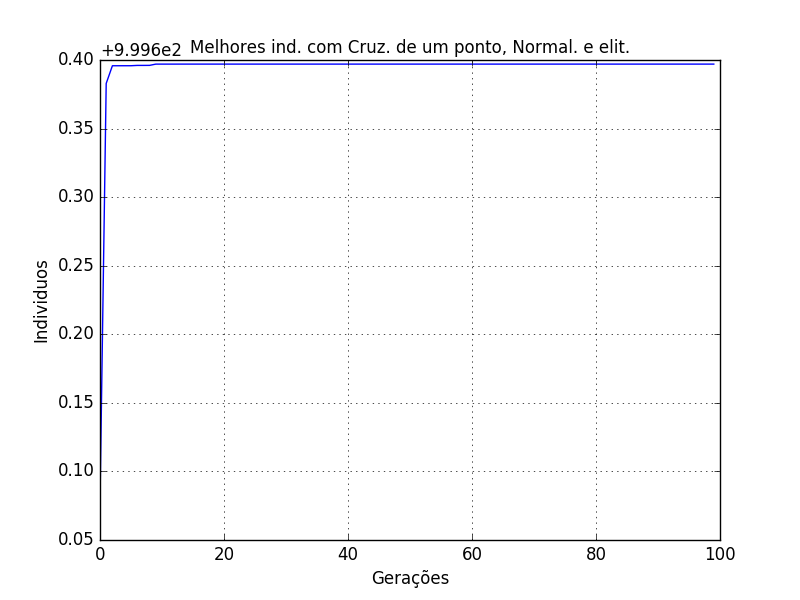 +9.996e2
Melhores ind. com Cruz. de um ponto, Normal. e elit.
0.40
0.35
0.30
0.25
0.20
0.15
0.10
0.05
Individuos
0 20 40 60 80 100
Gerações